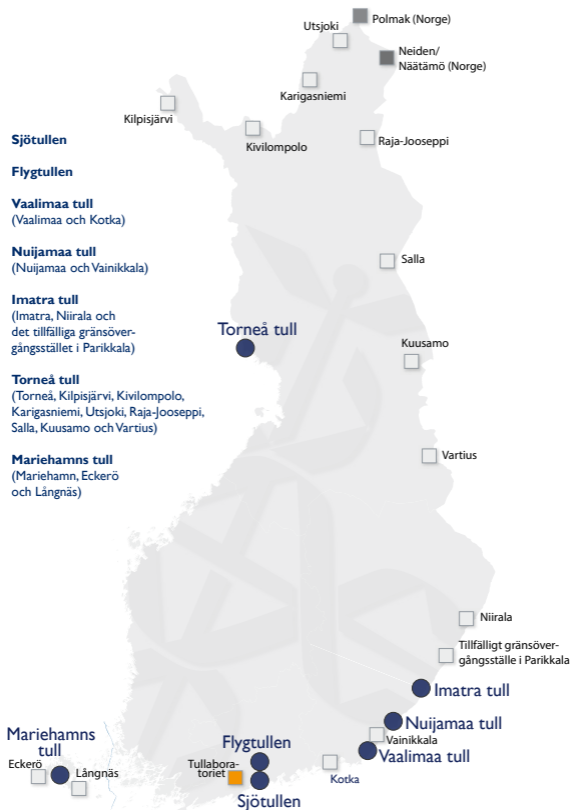 Sjötullen
Flygtullen
Vaalimaa tull
(Vaalimaa och Kotka)
Nuijamaa tull
(Nuijamaa och Vainikkala)
Imatra tull
(Imatra, Niirala och
det tillfälliga gränsöver-
gångsstället i Parikkala)
Torneå tull
(Torneå, Kilpisjärvi, Kivilompolo,
Karigasniemi, Utsjoki, Raja-Jooseppi,
Salla, Kuusamo och Vartius)
Mariehamns tull
(Mariehamn, Eckerö
och Långnäs)
Polmak (Norge)
Utsjoki
Neiden/
Näätämö (Norge)
Karigasniemi
Kilpisjärvi
Kivilompolo
Raja-Jooseppi
Salla
Torneå tull
Kuusamo
Vartius
Niirala
Tillfälligt gränsöver-
gångsställe i Parikkala
Imatra tull
Nuijamaa tull
Vainikkala
Vaalimaa tull
Kotka
Flygtullen
Tullabora-
toriet
Sjötullen
Mariehamns
tull
Eckerö
Långnäs